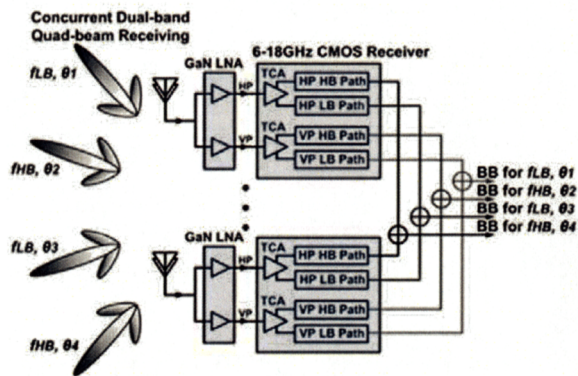 Concurrent Dual-band
Quad-beam Receiving
fLB, θ1
fHB, θ2
fLB, θ3
fHB, θ4
GaN LNA
HP
VP
6-18GHz CMOS Receiver
TCA
HP HB Path
HP LB Path
TCA
VP HB Path
VP LB Path
GaN LNA
HP
VP
TCA
HP HB Path
HP LB Path
TCA
VP HB Path
VP LB Path
BB for fLB, θ1
BB for fHB, θ2
BB for fLB, θ3
BB for fHB, θ4